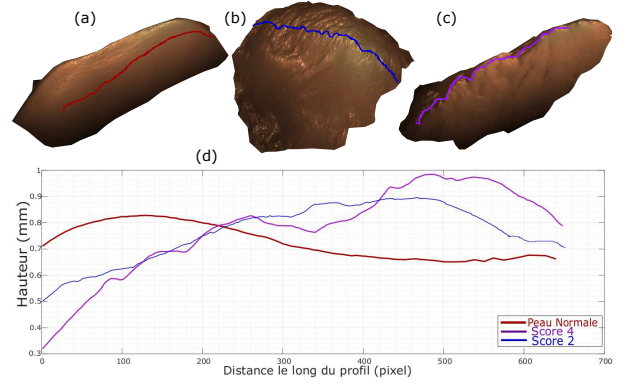 (a)
(b)
(c)
(d)
Hauteur (mm)
1
0.9
0.8
0.7
0.6
0.5
0.4
0.3
0
100
200
300
400
500
600
700
Distance le long du profil (pixel)
Peau Normale
Score 4
Score 2